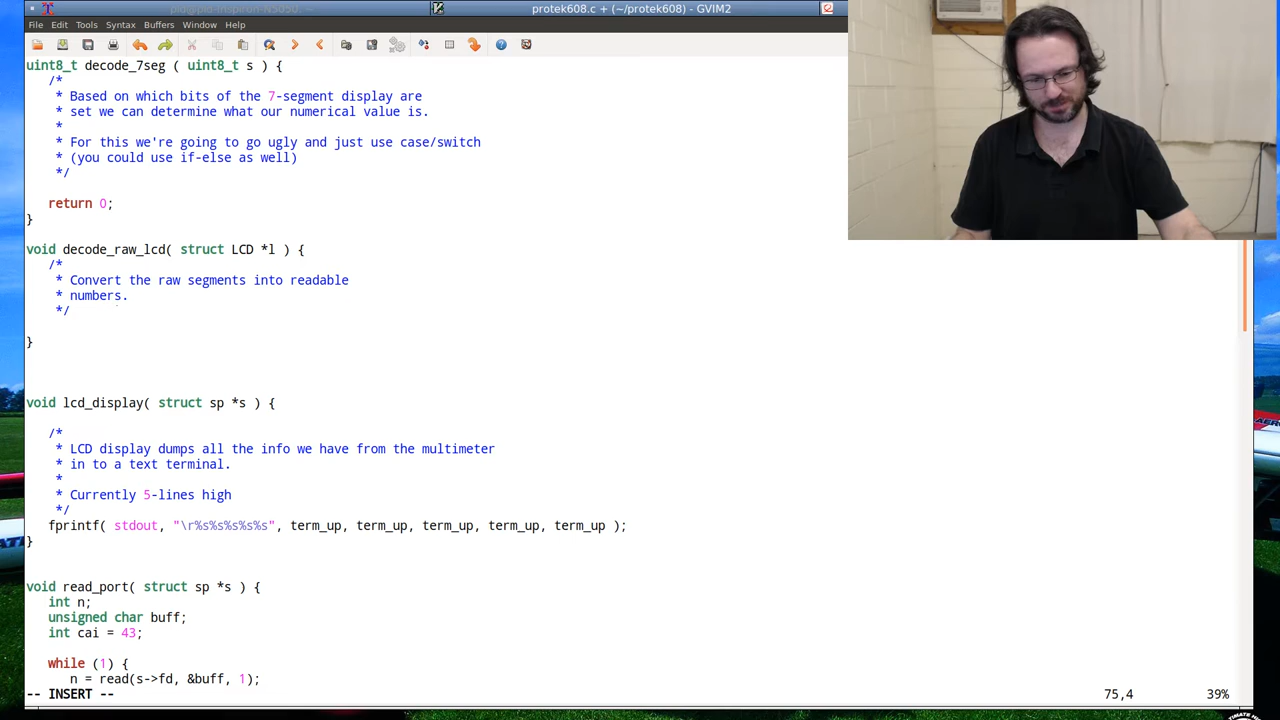 plu@plu-Inspiron-N5050: ~
protek608.c + (~/protek608) - GVIM2
File Edit Tools Syntax Buffers Window Help
uint8_t decode_7seg ( uint8_t s ) {
/*
* Based on which bits of the 7-segment display are
* set we can determine what our numerical value is.
*
* For this we're going to go ugly and just use case/switch
* (you could use if-else as well)
*/
return 0;
}
void decode_raw_lcd( struct LCD *l ) {
/*
* Convert the raw segments into readable
* numbers.
*/
}
void lcd_display( struct sp *s ) {
/*
* LCD display dumps all the info we have from the multimeter
* in to a text terminal.
*
* Currently 5-lines high
*/
fprintf( stdout, "\r%s%s%s%s%s", term_up, term_up, term_up, term_up, term_up );
}
void read_port( struct sp *s ) {
int n;
unsigned char buff;
int cai = 43;
while (1) {
n = read(s->fd, &buff, 1);
-- INSERT -- 75,4 39%